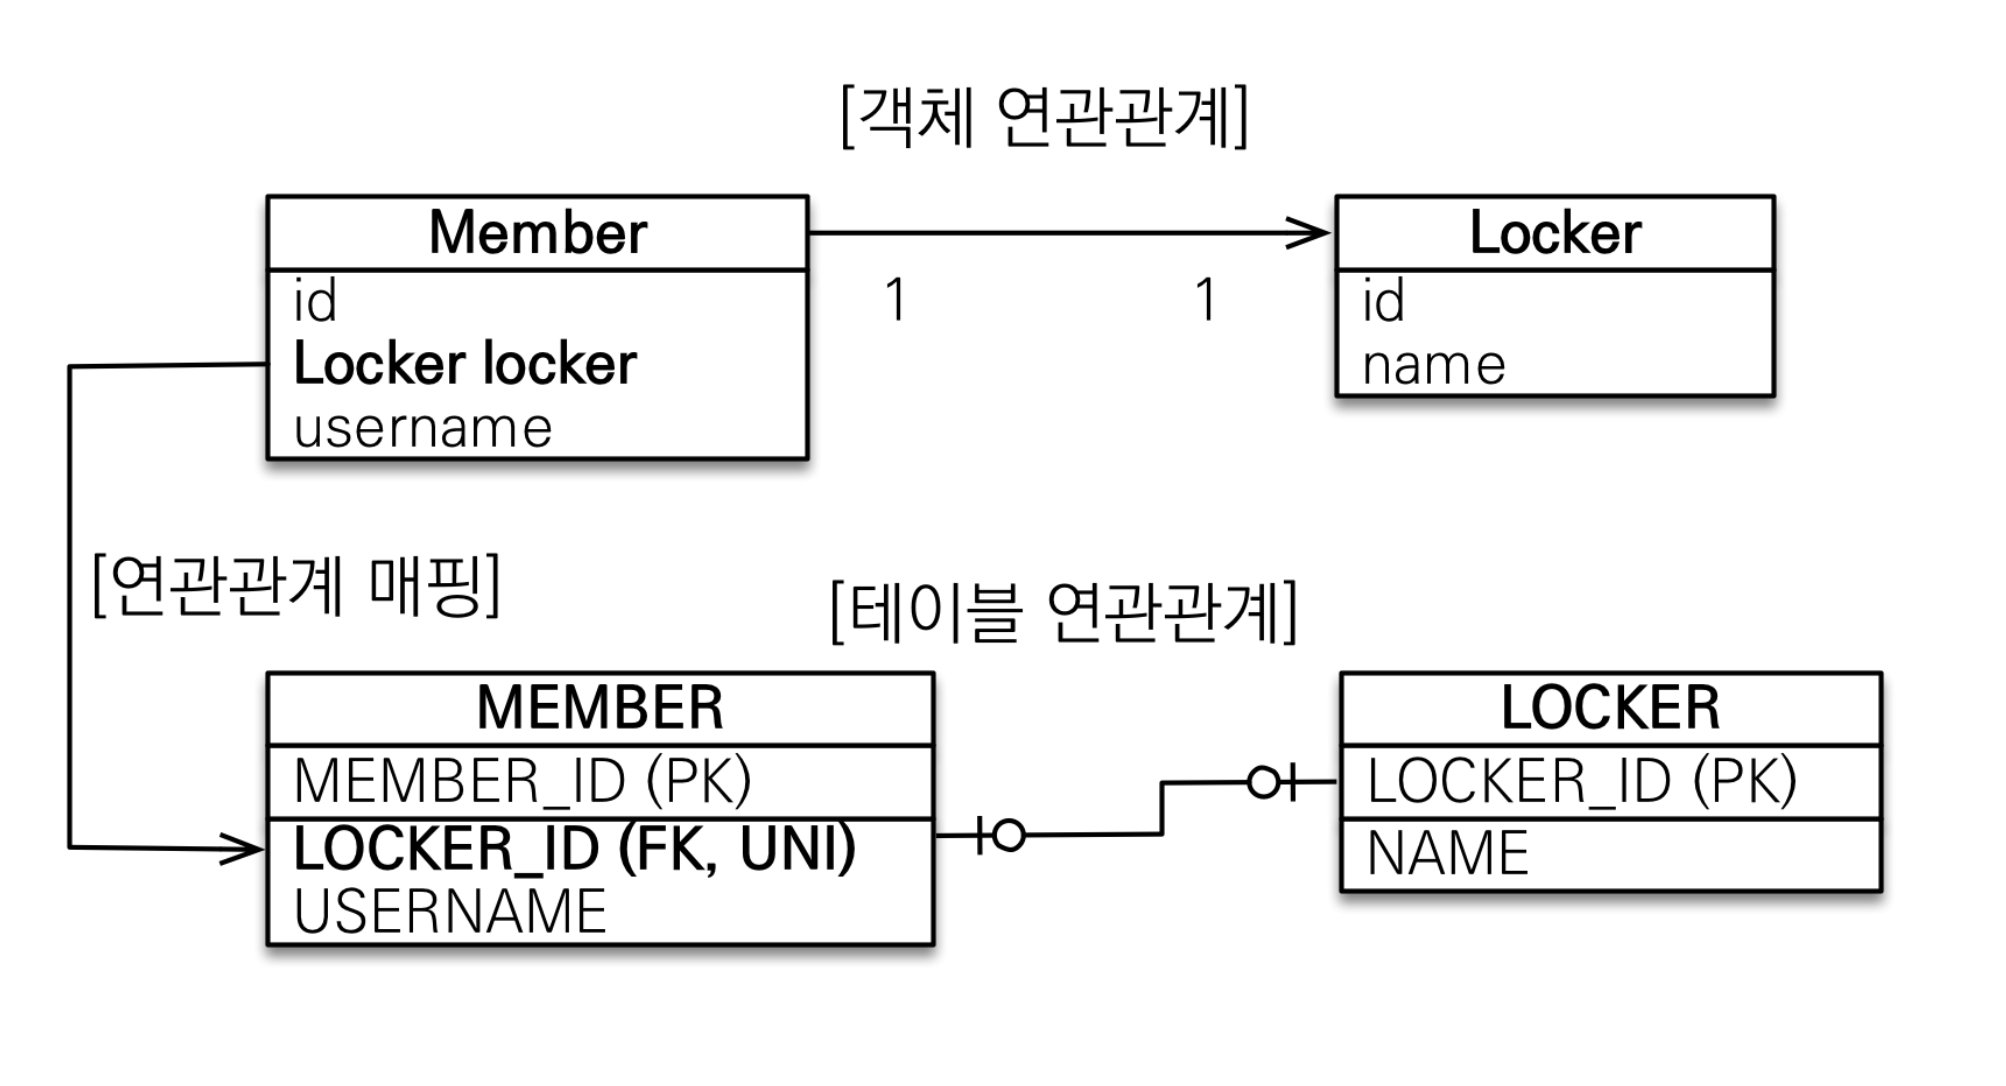 [객체 연관관계]
Member
id
Locker locker
username
1
1
Locker
id
name
[연관관계 매핑]
[테이블 연관관계]
MEMBER
MEMBER_ID (PK)
LOCKER_ID (FK, UNI)
USERNAME
LOCKER
LOCKER_ID (PK)
NAME